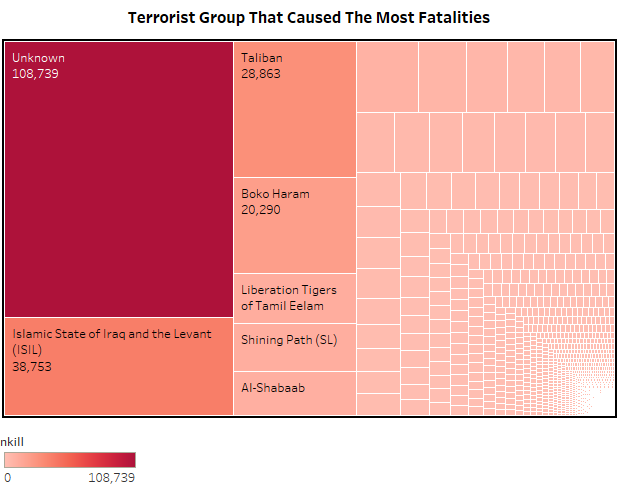 Terrorist Group That Caused The Most Fatalities
Unknown
108,739
Islamic State of Iraq and the Levant
(ISIL)
38,753
Taliban
28,863
Boko Haram
20,290
Liberation Tigers
of Tamil Eelam
Shining Path (SL)
Al-Shabaab
nkill
0
108,739